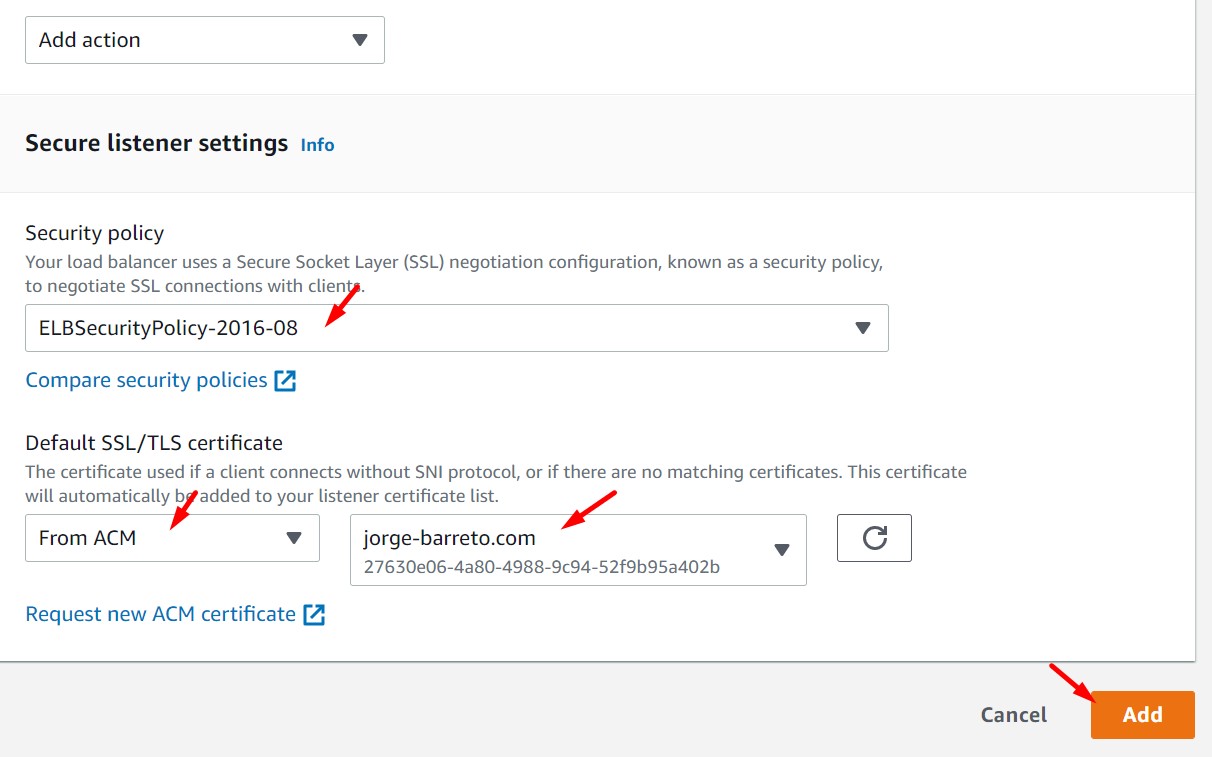 Add action
Secure listener settings Info
Security policy
Your load balancer uses a Secure Socket Layer (SSL) negotiation configuration, known as a security policy,
to negotiate SSL connections with clients.
ELBSecurityPolicy-2016-08
Compare security policies
Default SSL/TLS certificate
The certificate used if a client connects without SNI protocol, or if there are no matching certificates. This certificate
will automatically be added to your listener certificate list.
From ACM
jorge-barreto.com
27630e06-4a80-4988-9c94-52f9b95a402b
Request new ACM certificate
Cancel
Add